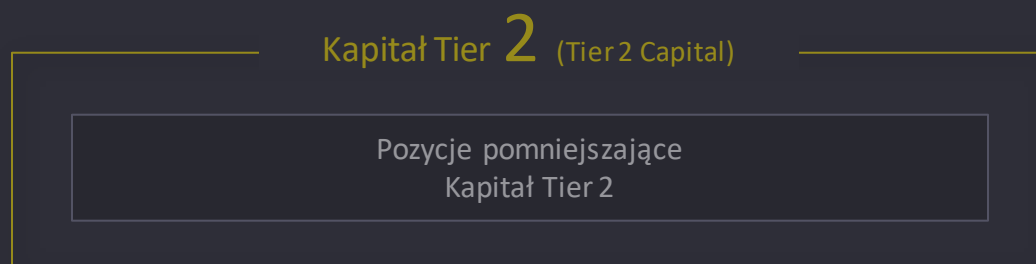 Kapitał Tier 2 (Tier 2 Capital)
Pozycje pomniejszające
Kapitał Tier 2